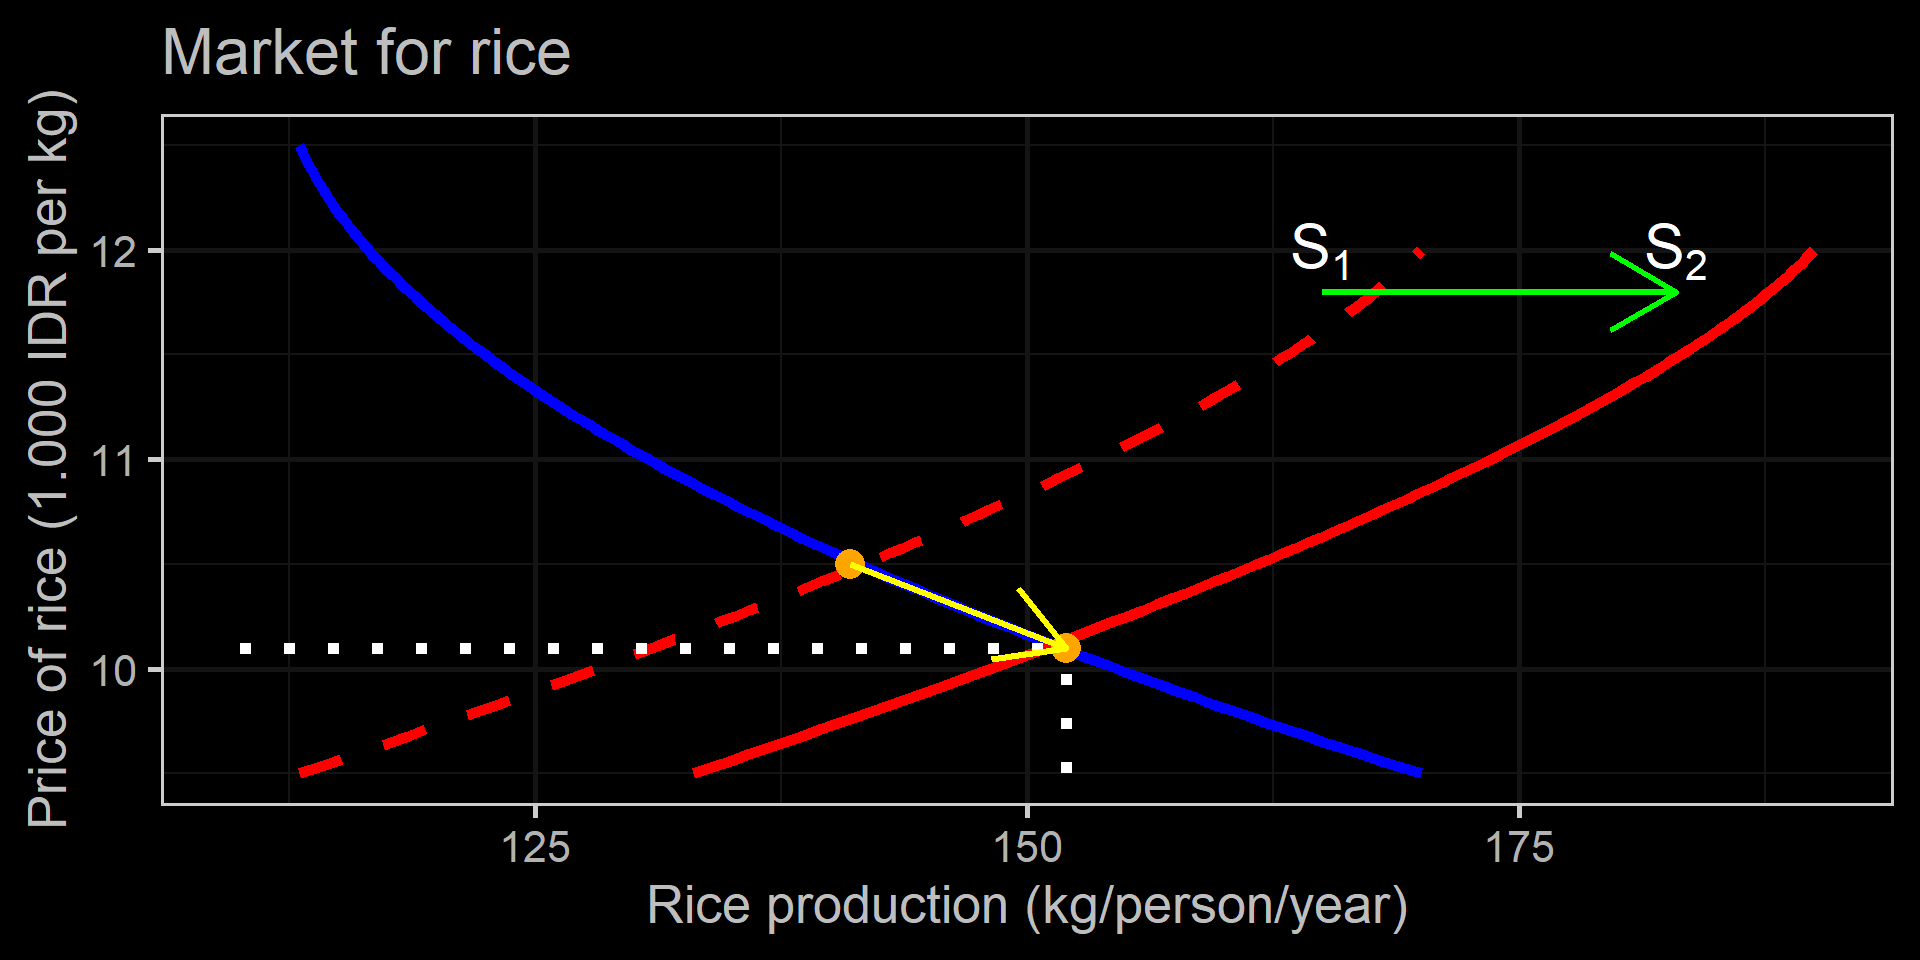 Market for rice
Price of rice (1.000 IDR per kg)
12
11
10
S₁
S₂
125
150
175
Rice production (kg/person/year)